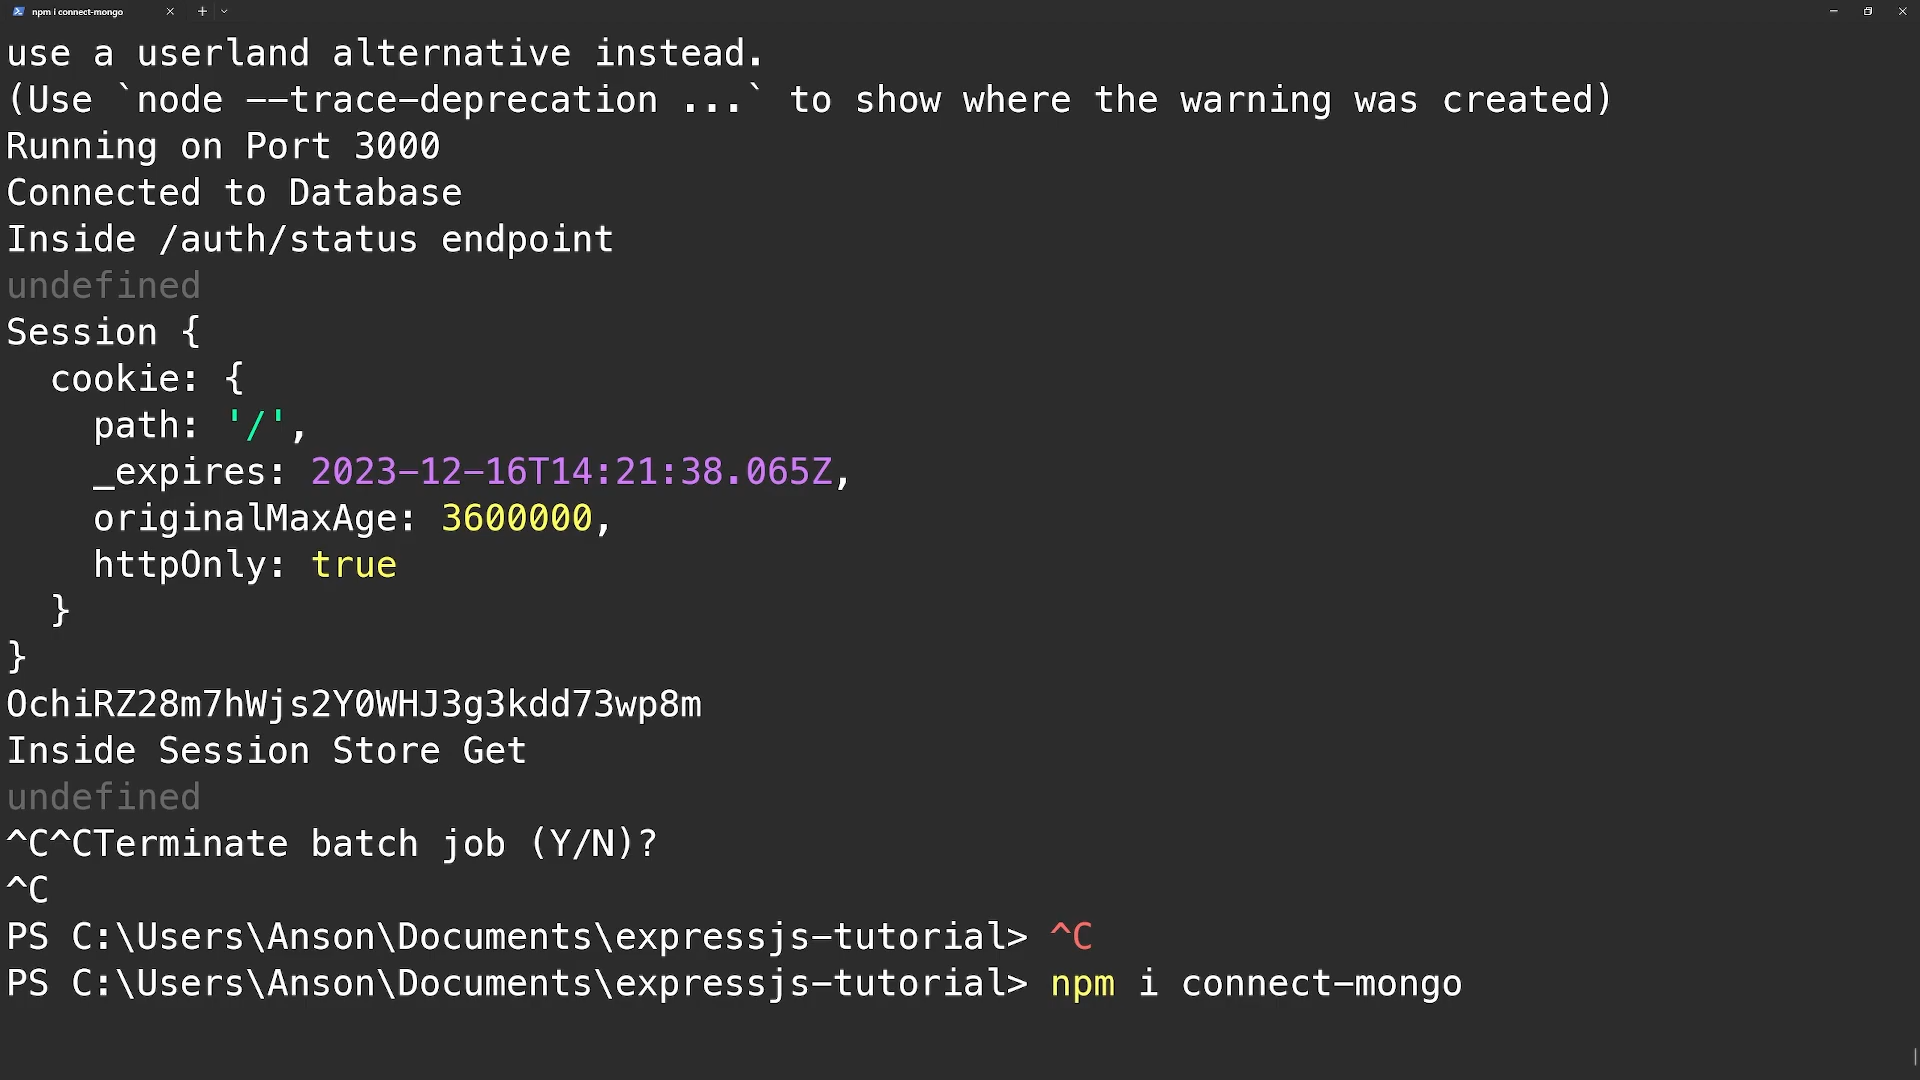 npm i connect-mongo
use a userland alternative instead.
(Use `node --trace-deprecation ...` to show where the warning was created)
Running on Port 3000
Connected to Database
Inside /auth/status endpoint
undefined
Session {
  cookie: {
    path: '/',
    _expires: 2023-12-16T14:21:38.065Z,
    originalMaxAge: 3600000,
    httpOnly: true
  }
}
OchiRZ28m7hWjs2Y0WHJ3g3kdd73wp8m
Inside Session Store Get
undefined
^C^CTerminate batch job (Y/N)?
^C
PS C:\Users\Anson\Documents\expressjs-tutorial> ^C
PS C:\Users\Anson\Documents\expressjs-tutorial> npm i connect-mongo